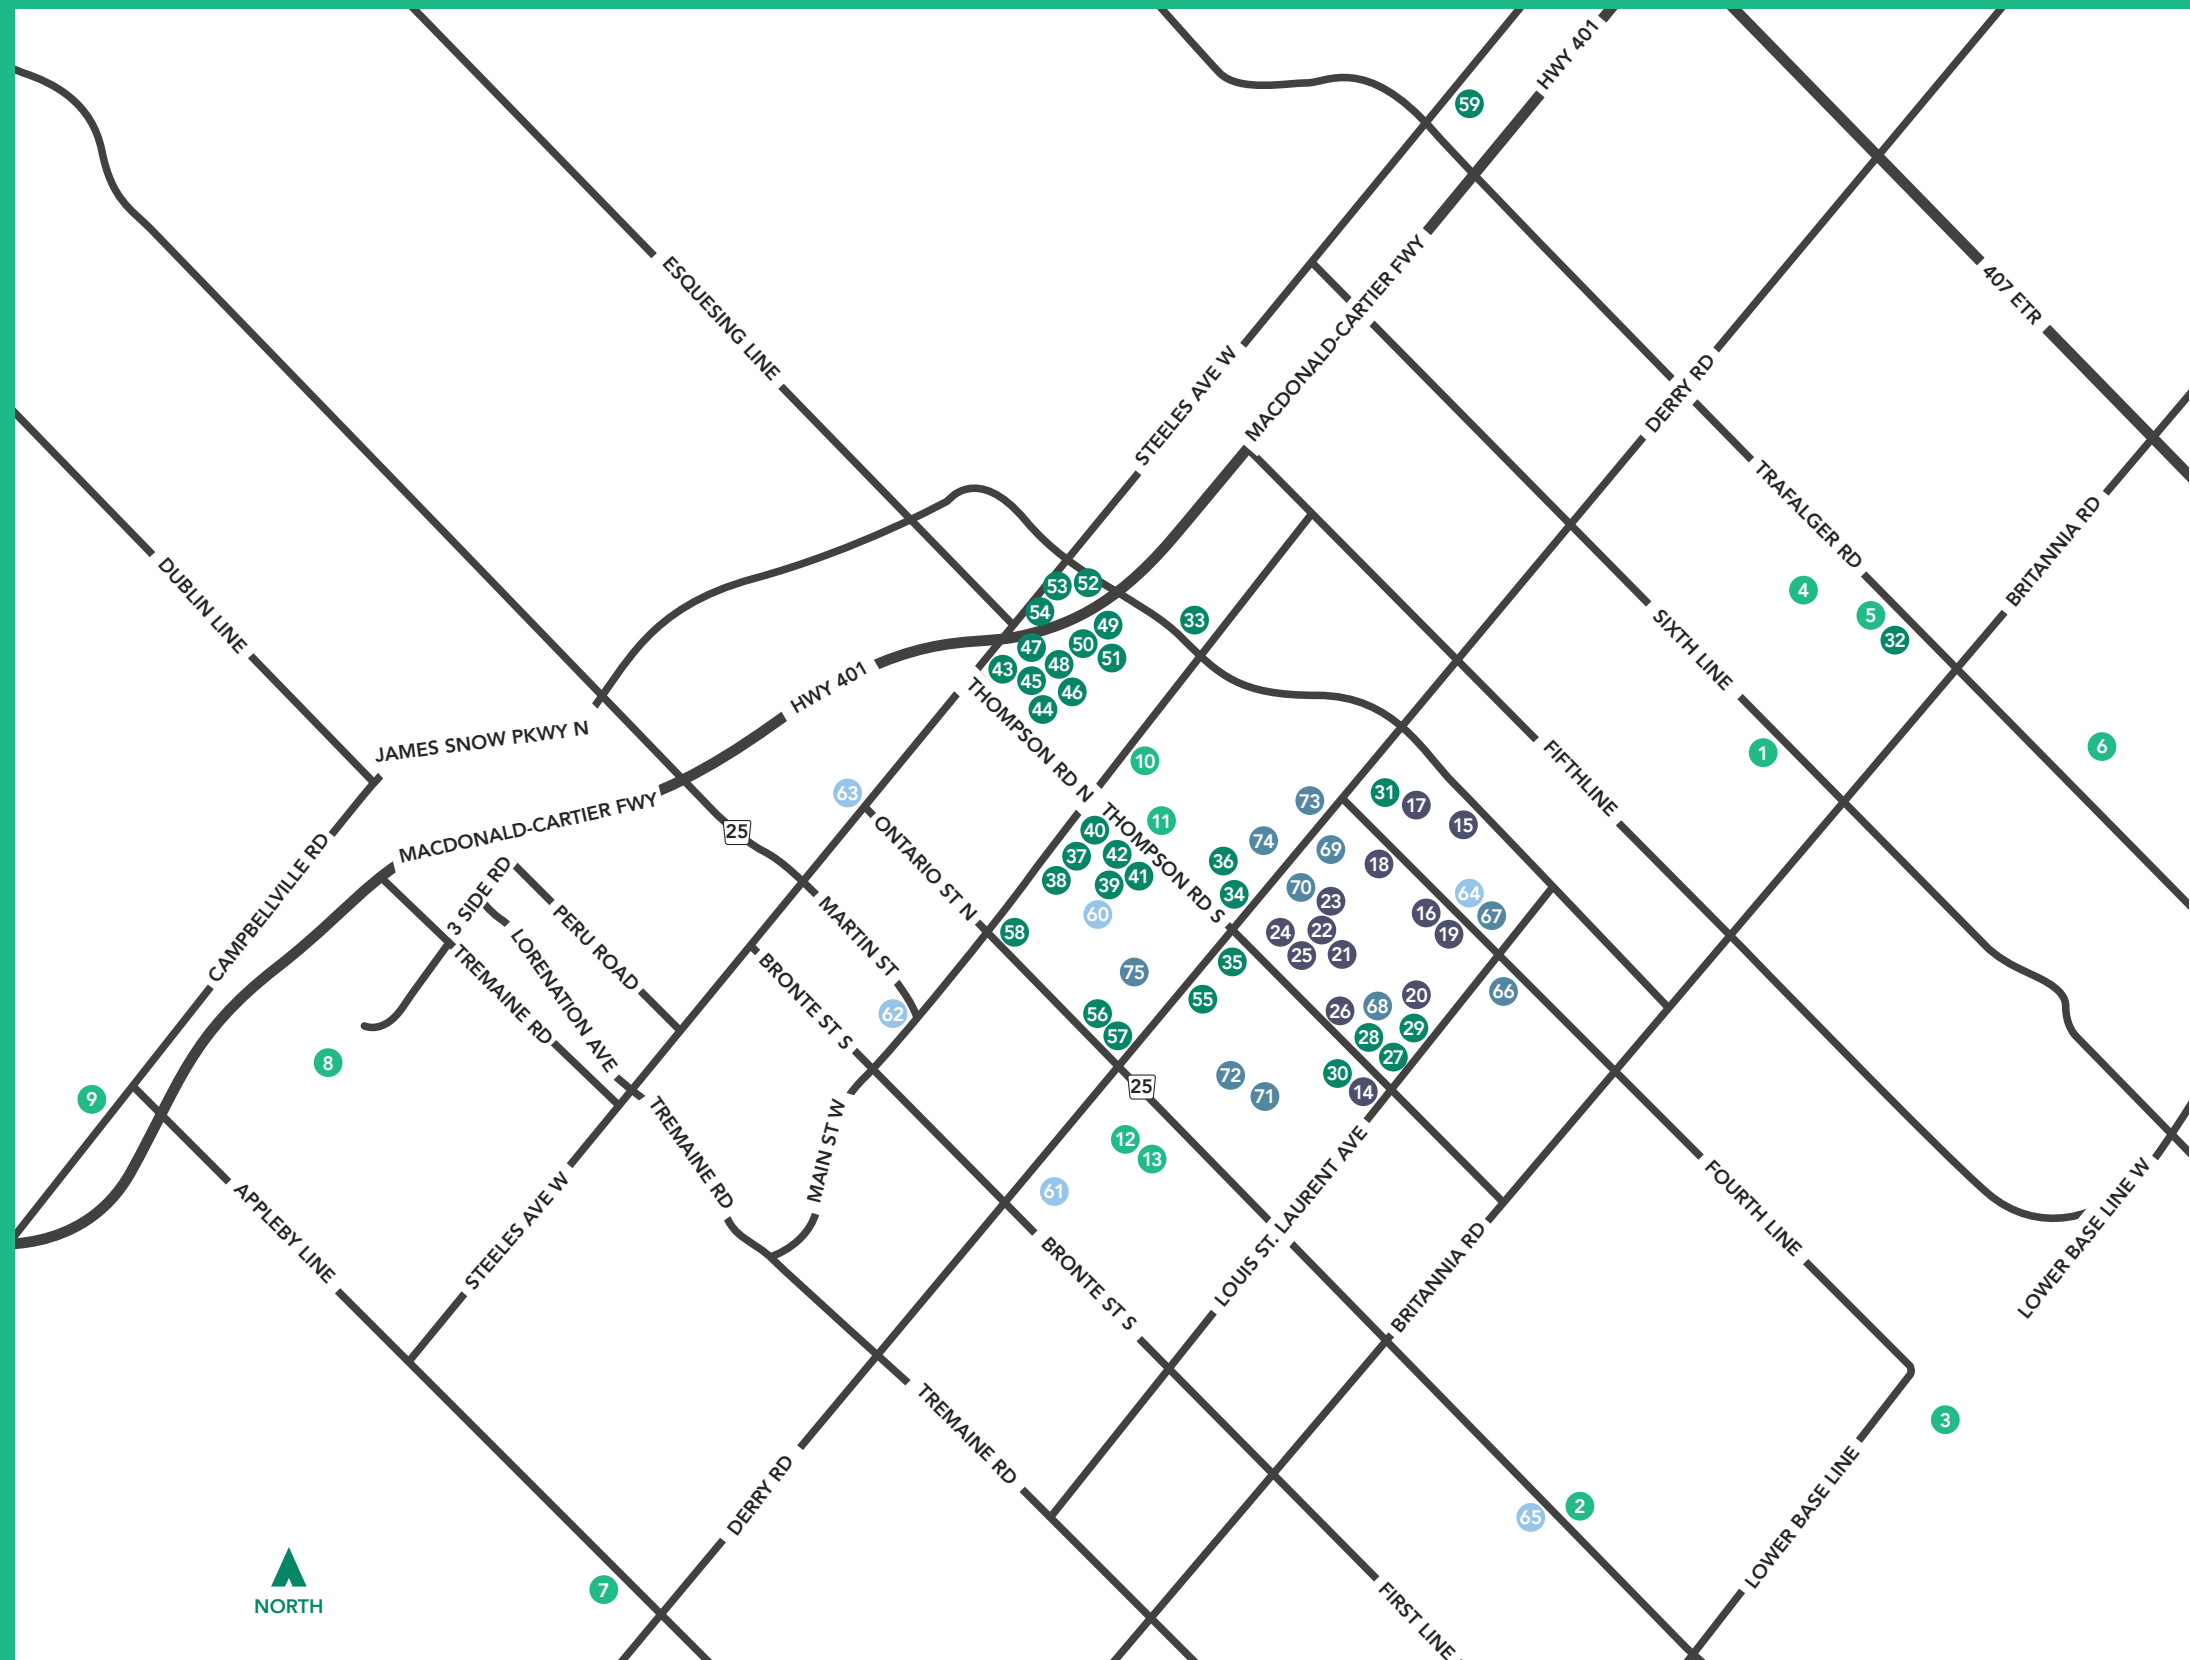 HWY 401
59
ESQUESING LINE
MACDONALD-CARTIER FWY
407 ETR
STEELES AVE W
DERRY RD
TRAFALGER RD
BRITANNIA RD
DUBLIN LINE
53
52
54
4
5
32
SIXTH LINE
49
33
47
50
51
43
48
45
46
44
HWY 401
THOMPSON RD N
JAMES SNOW PKWY N
10
FIFTHLINE
1
6
63
73
31
17
MACDONALD-CARTIER FWY
25
ONTARIO ST N
40
11
THOMPSON RD S
15
74
69
37
42
36
18
CAMPBELLVILLE RD
3 SIDE RD
PERU ROAD
38
39
41
34
70
23
64
MARTIN ST
60
16
67
58
24
22
19
LORENATION AVE
TREMAINE RD
BRONTE ST S
75
35
25
21
55
26
68
20
66
62
56
57
28
29
8
27
9
72
30
25
71
14
TREMAINE RD
MAIN ST W
12
13
LOUIS ST. LAURENT AVE
61
FOURTH LINE
LOWER BASE LINE W
APPLEBY LINE
STEELES AVE W
BRONTE ST S
BRITANNIA RD
TREMAINE RD
3
DERRY RD
LOWER BASE LINE
65
2
7
FIRST LINE
NORTH